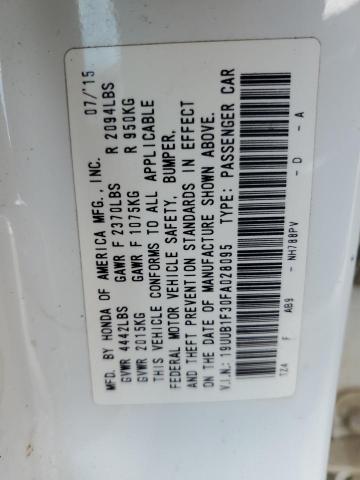 MFD. BY HONDA OF AMERICA MFG., INC. 07/'15
GVWR 4442LBS GAWR F 2370LBS R 2094LBS
GVWR 2015KG GAWR F 1075KG R 950KG
THIS VEHICLE CONFORMS TO ALL APPLICABLE
FEDERAL MOTOR VEHICLE SAFETY, BUMPER,
AND THEFT PREVENTION STANDARDS IN EFFECT
ON THE DATE OF MANUFACTURE SHOWN ABOVE.
V.I.N.: 19UUB1F30FA028095 TYPE: PASSENGER CAR
TZ4 F AB9 - NH788PV - D - A